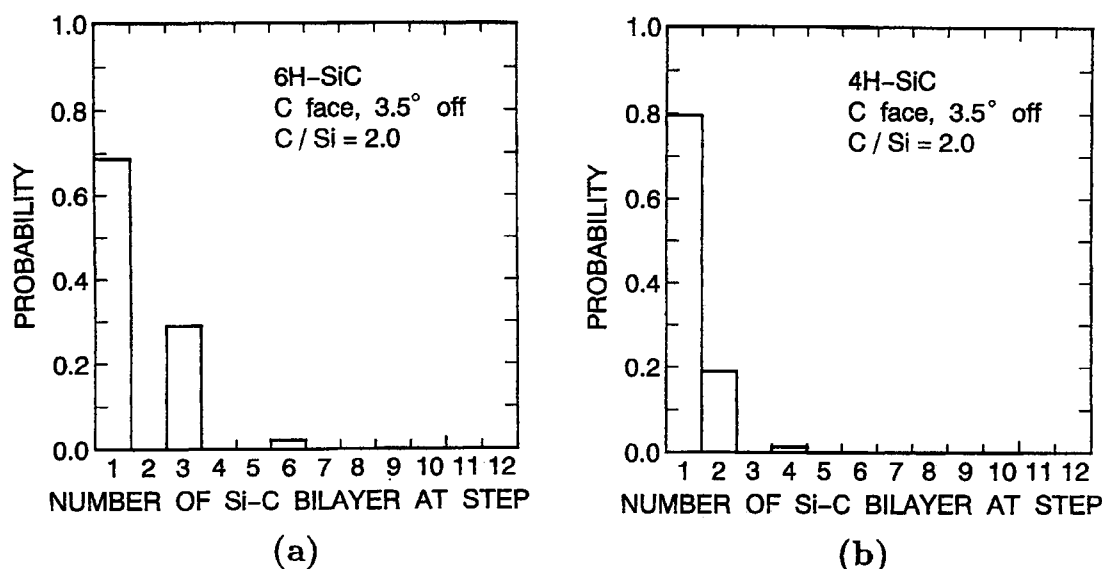 1.0
0.8
0.6
0.4
0.2
0.0
PROBABILITY
6H–SiC
C face, 3.5° off
C / Si = 2.0
1 2 3 4 5 6 7 8 9 10 11 12
NUMBER OF Si–C BILAYER AT STEP
(a)
1.0
0.8
0.6
0.4
0.2
0.0
PROBABILITY
4H–SiC
C face, 3.5° off
C / Si = 2.0
1 2 3 4 5 6 7 8 9 10 11 12
NUMBER OF Si–C BILAYER AT STEP
(b)